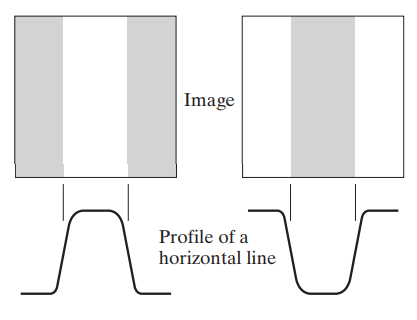 Image
Profile of a
horizontal line